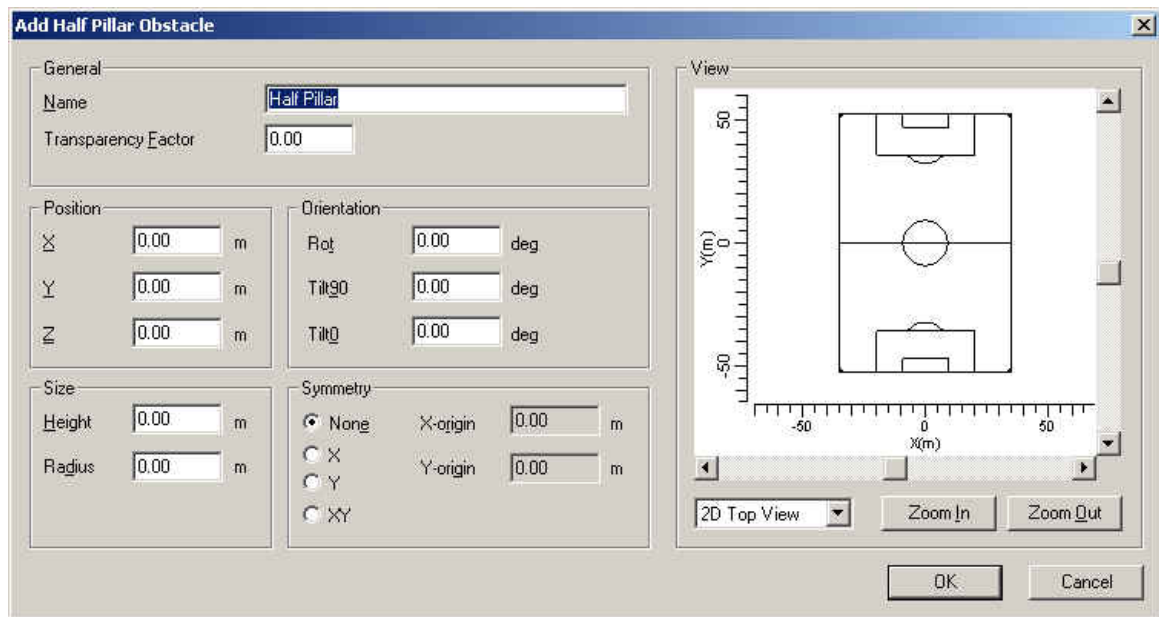 Add Half Pillar Obstacle
General
Name Half Pillar
Transparency Factor 0.00
Position
X 0.00 m
Y 0.00 m
Z 0.00 m
Orientation
Rot 0.00 deg
Tilt90 0.00 deg
Tilt0 0.00 deg
Size
Height 0.00 m
Radius 0.00 m
Symmetry
None
X
Y
XY
X-origin 0.00 m
Y-origin 0.00 m
View
50
Y(m) 0
-50
-50 0 50
X(m)
2D Top View Zoom In Zoom Out
OK Cancel